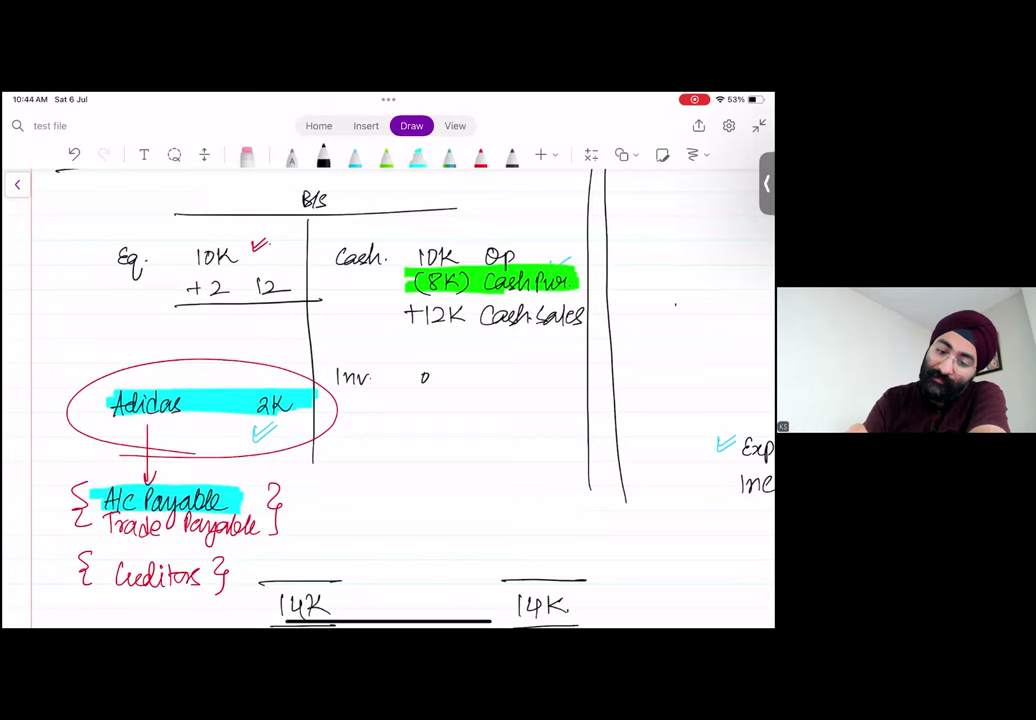 10:44 AM Sat 6 Jul
53%
test file
Home Insert Draw View
B/S
Eq. 10K
+2 12
Cash. 10K Op
(8K) Cash Pur.
+12K Cash Sales
Inv. 0
Adidas 2K
A/c Payable
Trade Payable
{ Creditors }
14K 14K
Exp
Inc
KS